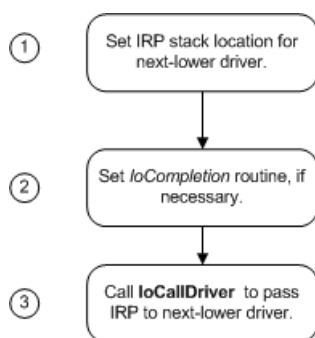 1
Set IRP stack location for
next-lower driver.
2
Set IoCompletion routine, if
necessary.
3
Call IoCallDriver to pass
IRP to next-lower driver.